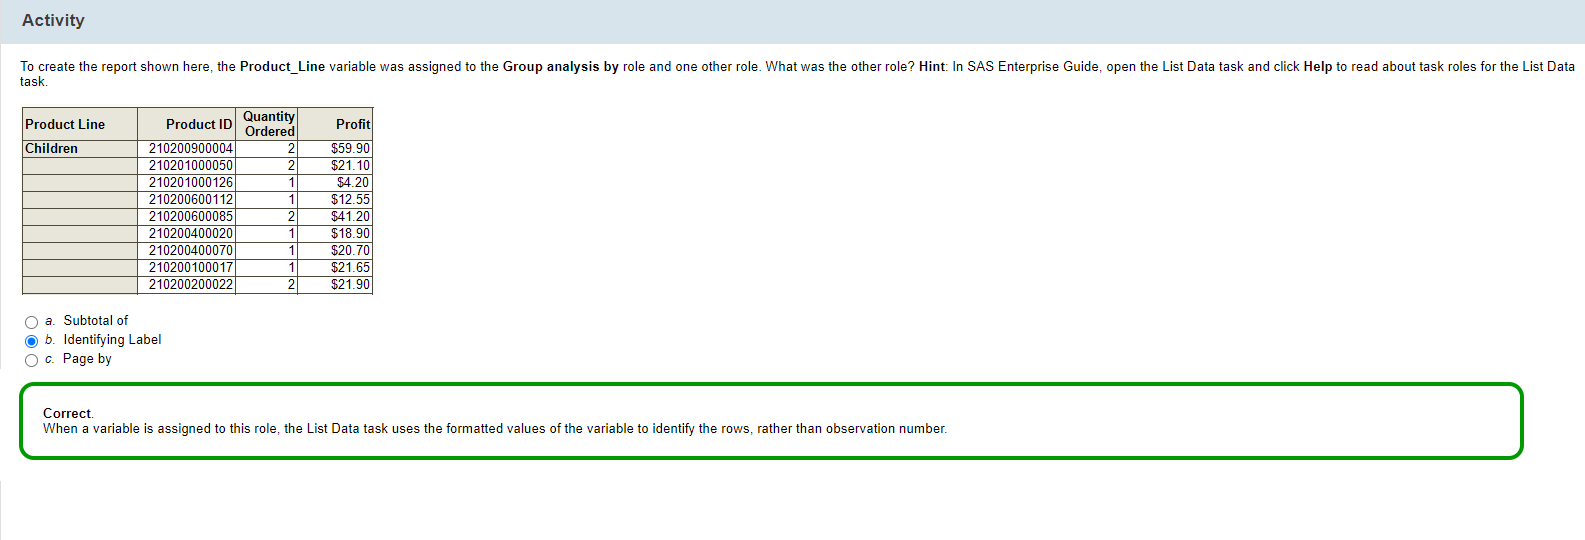 Activity
To create the report shown here, the Product_Line variable was assigned to the Group analysis by role and one other role. What was the other role? Hint: In SAS Enterprise Guide, open the List Data task and click Help to read about task roles for the List Data
task.
Product Line Product ID Quantity Ordered Profit
Children 210200900004 2 $59.90
210201000050 2 $21.10
210201000126 1 $4.20
210200600112 1 $12.55
210200600085 2 $41.20
210200400020 1 $18.90
210200400070 1 $20.70
210200100017 1 $21.65
210200200022 2 $21.90
a. Subtotal of
b. Identifying Label
c. Page by
Correct.
When a variable is assigned to this role, the List Data task uses the formatted values of the variable to identify the rows, rather than observation number.